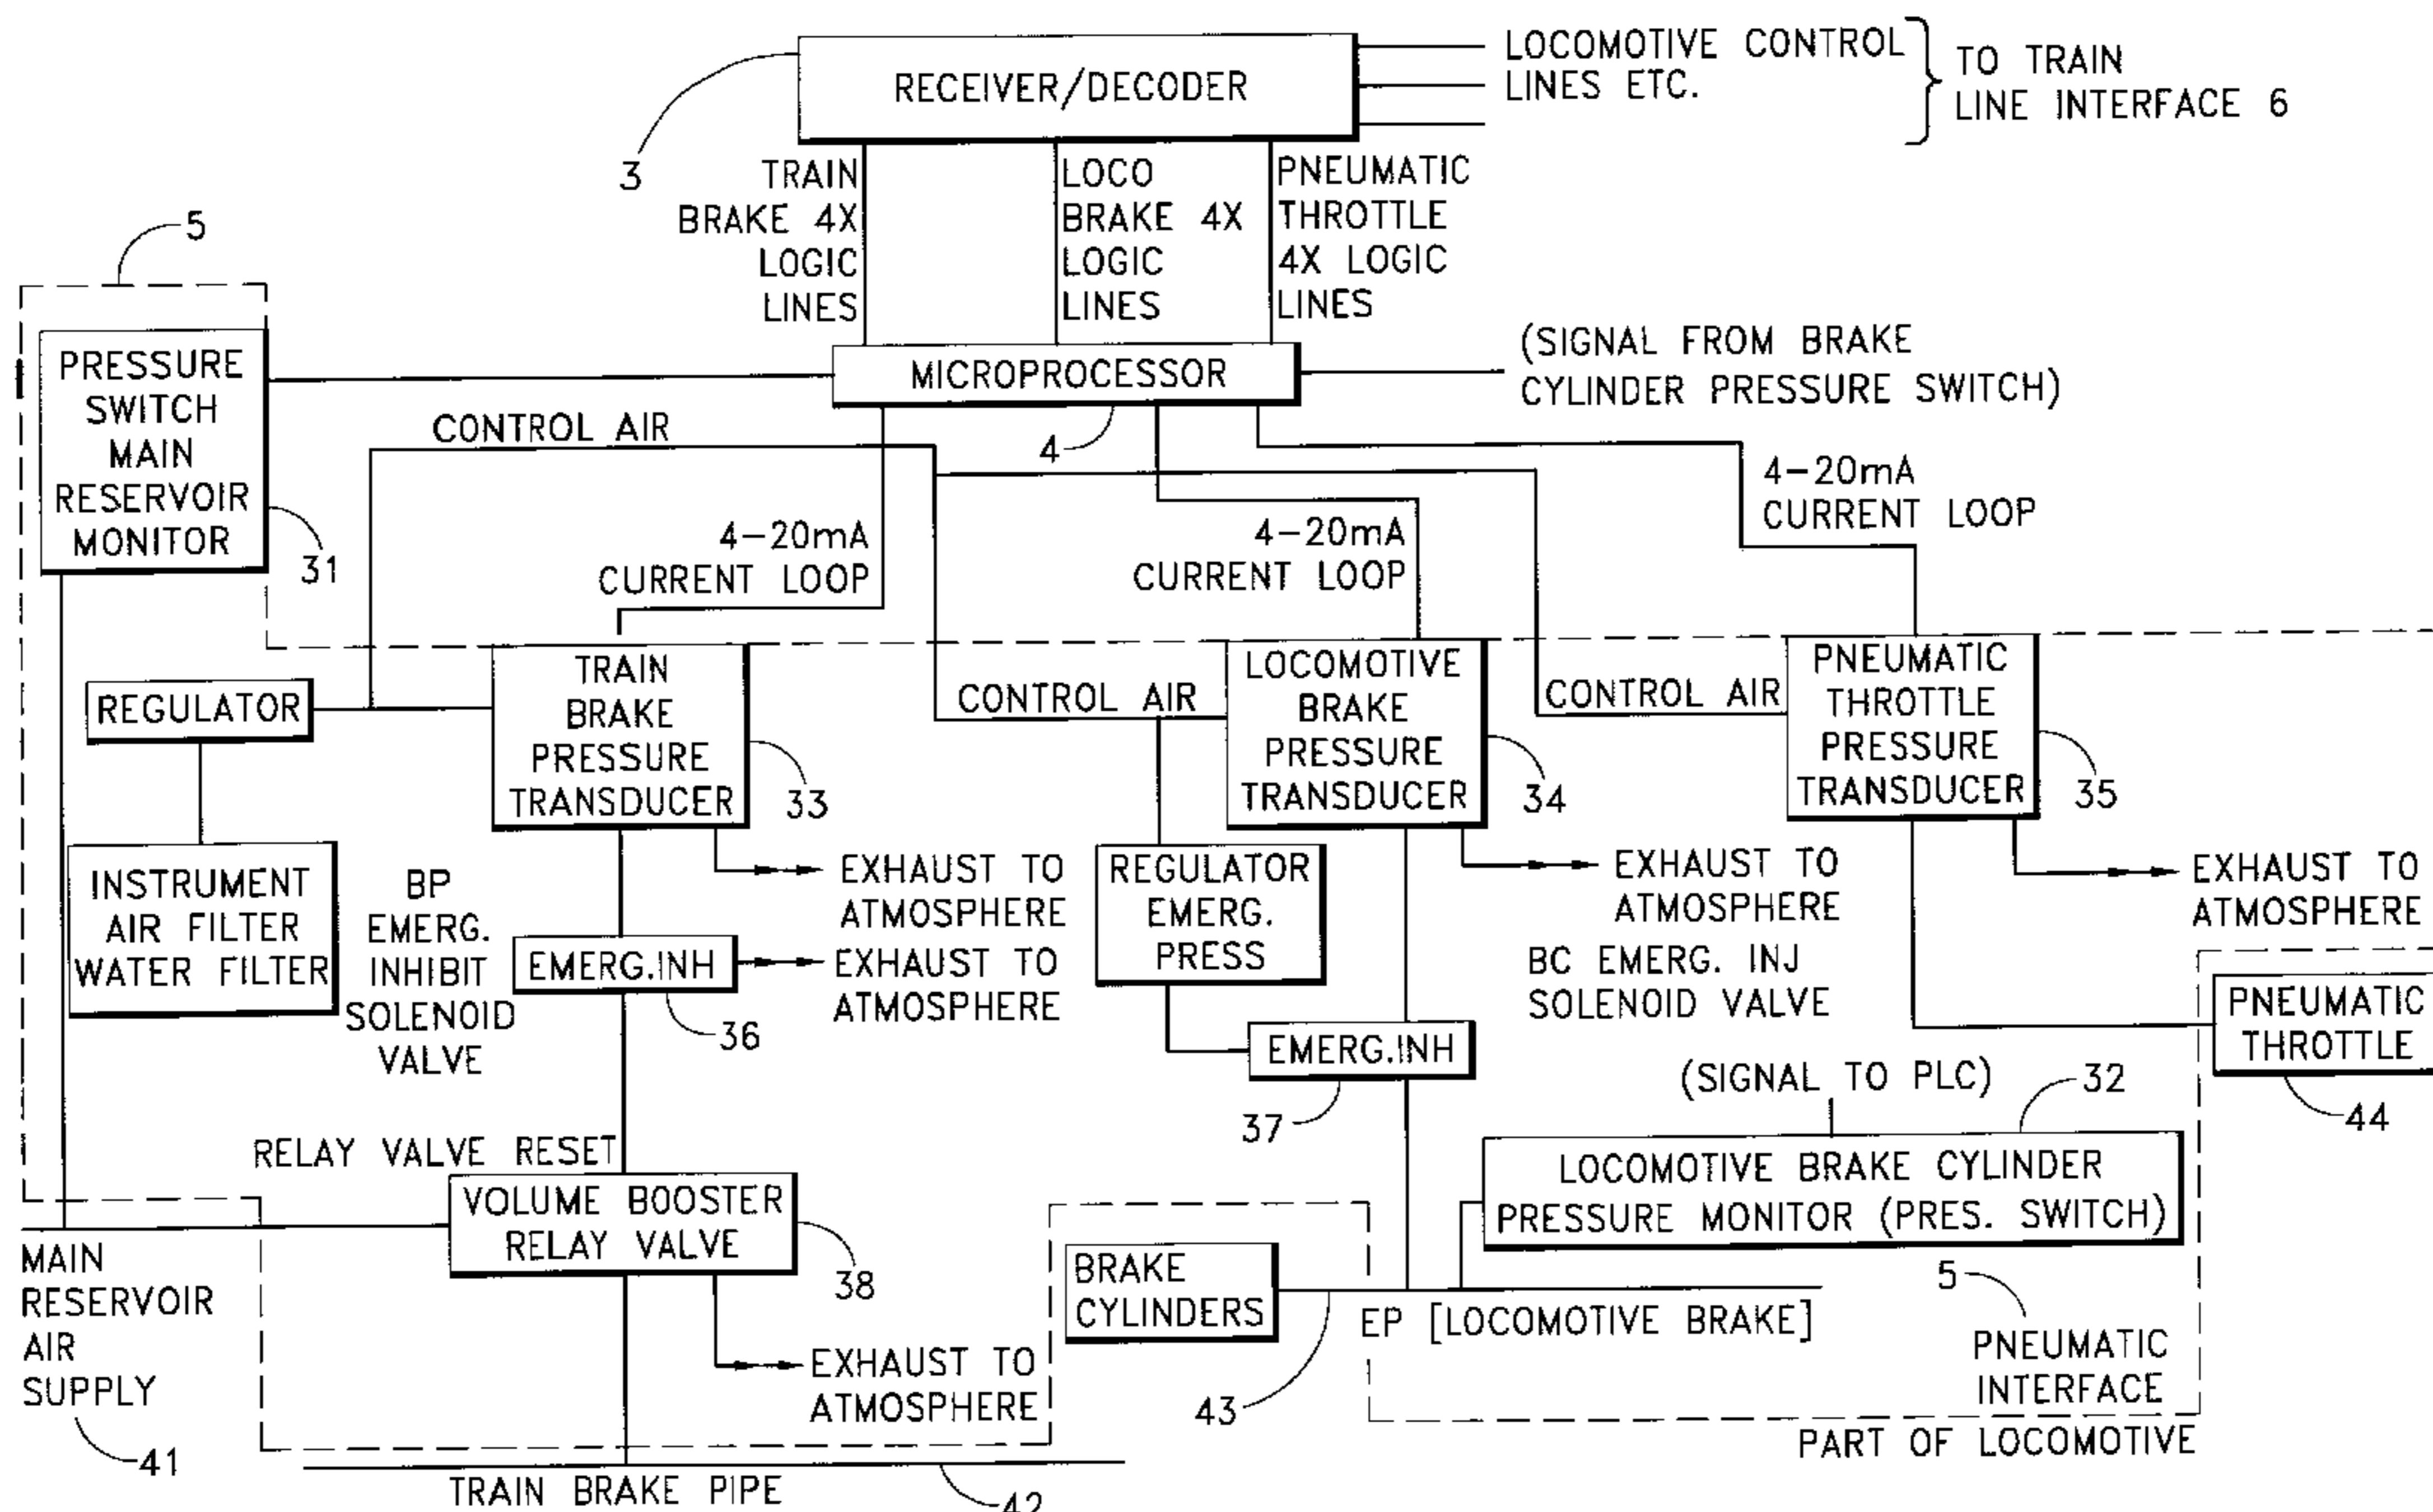 RECEIVER/DECODER
LOCOMOTIVE CONTROL
LINES ETC.
TO TRAIN
LINE INTERFACE 6
3
TRAIN
BRAKE 4X
LOGIC
LINES
LOCO
BRAKE 4X
LOGIC
LINES
PNEUMATIC
THROTTLE
4X LOGIC
LINES
5
PRESSURE
SWITCH
MAIN
RESERVOIR
MONITOR
31
MICROPROCESSOR
4
(SIGNAL FROM BRAKE
CYLINDER PRESSURE SWITCH)
CONTROL AIR
4-20mA
CURRENT LOOP
4-20mA
CURRENT LOOP
4-20mA
CURRENT LOOP
REGULATOR
TRAIN
BRAKE
PRESSURE
TRANSDUCER
33
CONTROL AIR
LOCOMOTIVE
BRAKE
PRESSURE
TRANSDUCER
34
CONTROL AIR
PNEUMATIC
THROTTLE
PRESSURE
TRANSDUCER
35
INSTRUMENT
AIR FILTER
WATER FILTER
BP
EMERG.
INHIBIT
SOLENOID
VALVE
EXHAUST TO
ATMOSPHERE
EMERG.INH
36
EXHAUST TO
ATMOSPHERE
REGULATOR
EMERG.
PRESS
EXHAUST TO
ATMOSPHERE
BC EMERG. INJ
SOLENOID VALVE
EXHAUST TO
ATMOSPHERE
EMERG.INH
37
PNEUMATIC
THROTTLE
44
(SIGNAL TO PLC)
32
LOCOMOTIVE BRAKE CYLINDER
PRESSURE MONITOR (PRES. SWITCH)
RELAY VALVE RESET
VOLUME BOOSTER
RELAY VALVE
38
MAIN
RESERVOIR
AIR
SUPPLY
41
EXHAUST TO
ATMOSPHERE
BRAKE
CYLINDERS
43
EP [LOCOMOTIVE BRAKE]
5
PNEUMATIC
INTERFACE
PART OF LOCOMOTIVE
TRAIN BRAKE PIPE
42